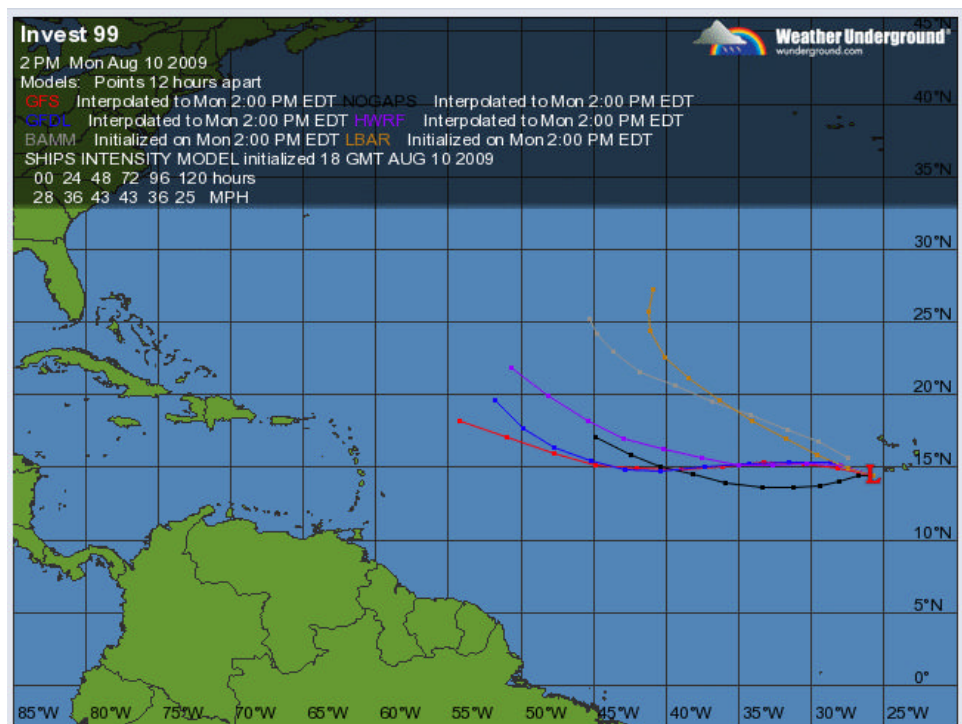 Invest 99
Weather Underground®
wunderground.com
2 PM Mon Aug 10 2009
Models: Points 12 hours apart
GFS Interpolated to Mon 2:00 PM EDT NOGAPS Interpolated to Mon 2:00 PM EDT
GFDL Interpolated to Mon 2:00 PM EDT HWRF Interpolated to Mon 2:00 PM EDT
BAMM Initialized on Mon 2:00 PM EDT LBAR Initialized on Mon 2:00 PM EDT
SHIPS INTENSITY MODEL initialized 18 GMT AUG 10 2009
00 24 48 72 96 120 hours
28 36 43 43 36 25 MPH
45°N
40°N
35°N
30°N
25°N
20°N
15°N
L
10°N
5°N
0°
85°W 80°W 75°W 70°W 65°W 60°W 55°W 50°W 45°W 40°W 35°W 30°W 25°W